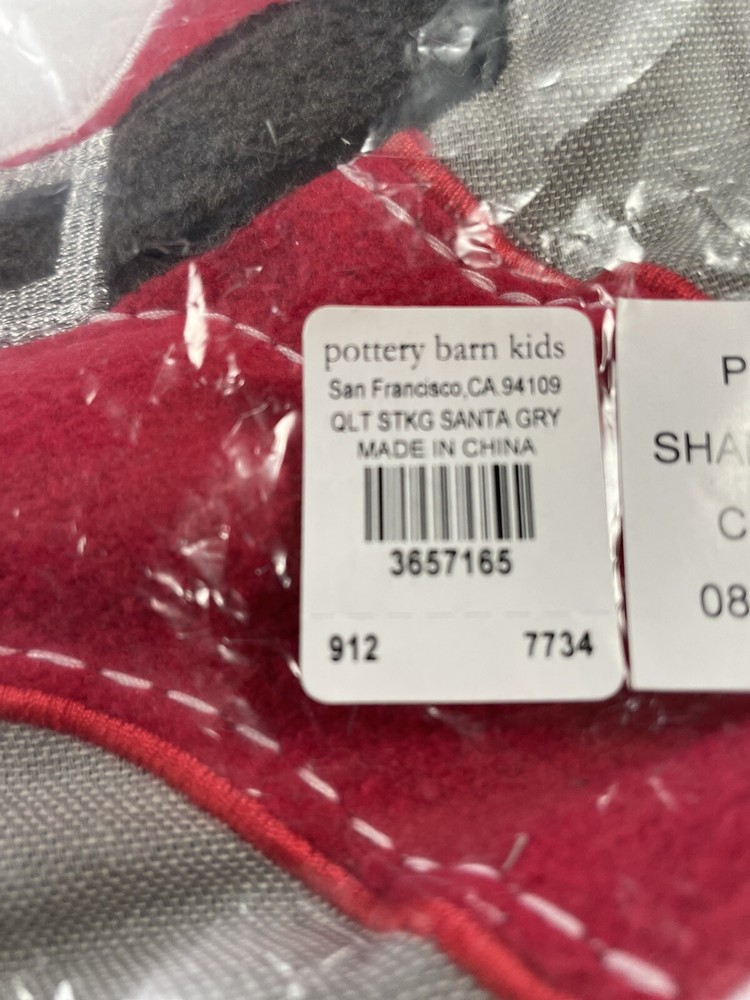 pottery barn kids
San Francisco,CA.94109
QLT STKG SANTA GRY
MADE IN CHINA
3657165
912 7734
P
SHA
C
08